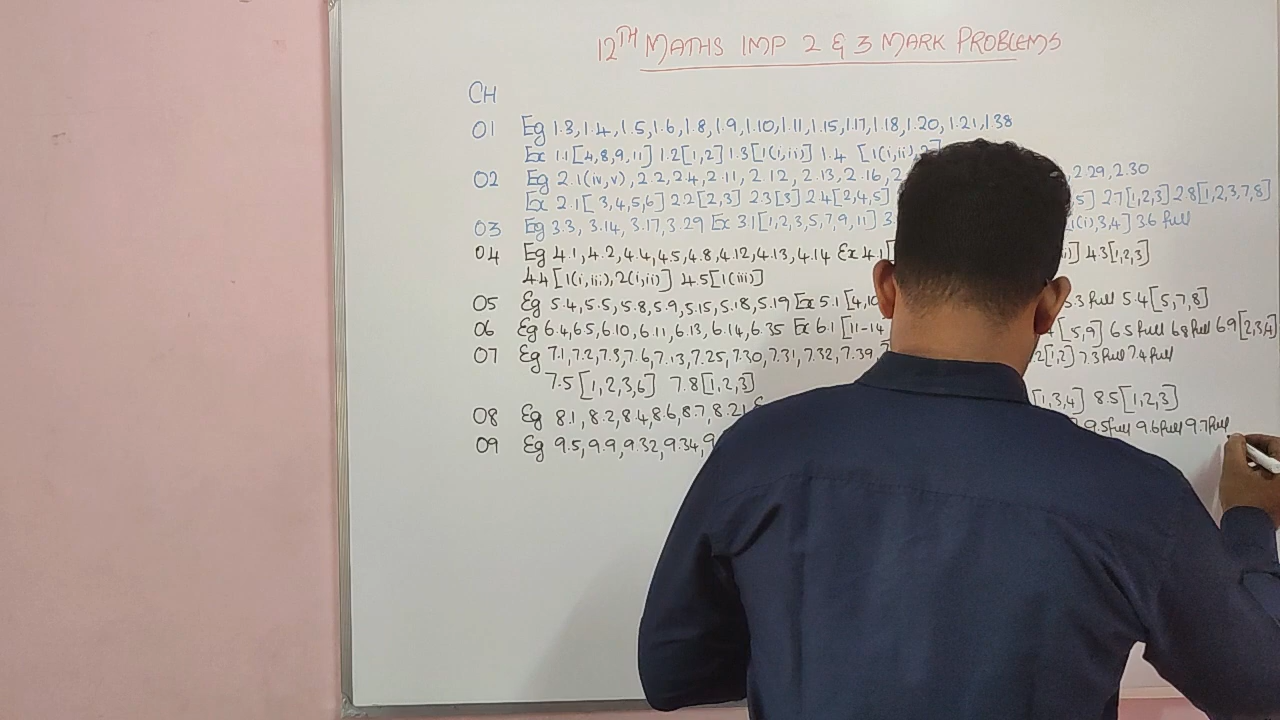 12TH MATHS IMP 2 & 3 MARK PROBLEMS
CH
01 Eg 1.3, 1.4, 1.5, 1.6, 1.8, 1.9, 1.10, 1.11, 1.15, 1.17, 1.18, 1.20, 1.21, 1.38
Ex 1.1[4,8,9,11] 1.2[1,2] 1.3[1(i,ii)] 1.4 [1(i,ii),
02 Eg 2.1(iv,v), 2.2, 2.4, 2.11, 2.12, 2.13, 2.16, , 2.29, 2.30
Ex 2.1[3,4,5,6] 2.2[2,3] 2.3[3] 2.4[2,4,5] 5] 2.7[1,2,3] 2.8[1,2,3,7,8]
03 Eg 3.3, 3.14, 3.17, 3.29 Ex 3.1[1,2,3,5,7,9,11] (i),3,4] 3.6 full
04 Eg 4.1, 4.2, 4.4, 4.5, 4.8, 4.12, 4.13, 4.14 Ex 4.1[ ] 4.3[1,2,3]
4.4[1(i,iii),2(i,ii)] 4.5[1(iii)]
05 Eg 5.4, 5.5, 5.8, 5.9, 5.15, 5.18, 5.19 Ex 5.1[4,10 5.3 full 5.4[5,7,8]
06 Eg 6.4, 6.5, 6.10, 6.11, 6.13, 6.14, 6.35 Ex 6.1[11-14 [5,9] 6.5 full 6.8 full 6.9[2,3,4]
07 Eg 7.1, 7.2, 7.3, 7.6, 7.13, 7.25, 7.30, 7.31, 7.32, 7.39, 2[1,2] 7.3 full 7.4 full
7.5[1,2,3,6] 7.8[1,2,3]
08 Eg 8.1, 8.2, 8.4, 8.6, 8.7, 8.21 [1,3,4] 8.5[1,2,3]
09 Eg 9.5, 9.9, 9.32, 9.34, 9.5 full 9.6 full 9.7 full